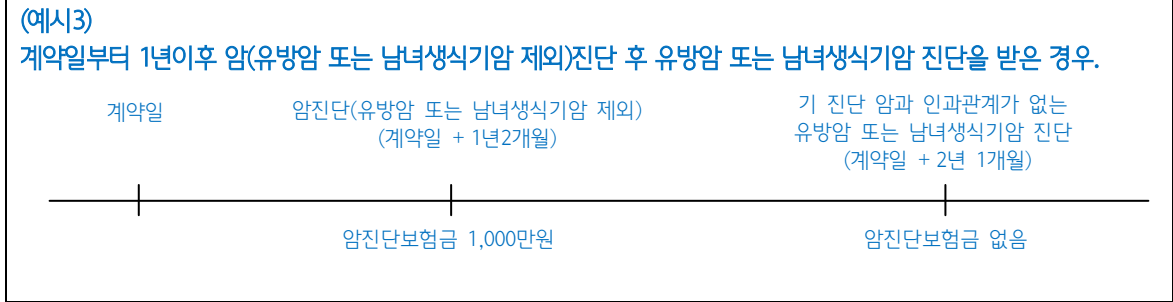 (예시3)
계약일부터 1년이후 암(유방암 또는 남녀생식기암 제외)진단 후 유방암 또는 남녀생식기암 진단을 받은 경우.
계약일
암진단(유방암 또는 남녀생식기암 제외)
(계약일 + 1년2개월)
기 진단 암과 인과관계가 없는
유방암 또는 남녀생식기암 진단
(계약일 + 2년 1개월)
암진단보험금 1,000만원
암진단보험금 없음